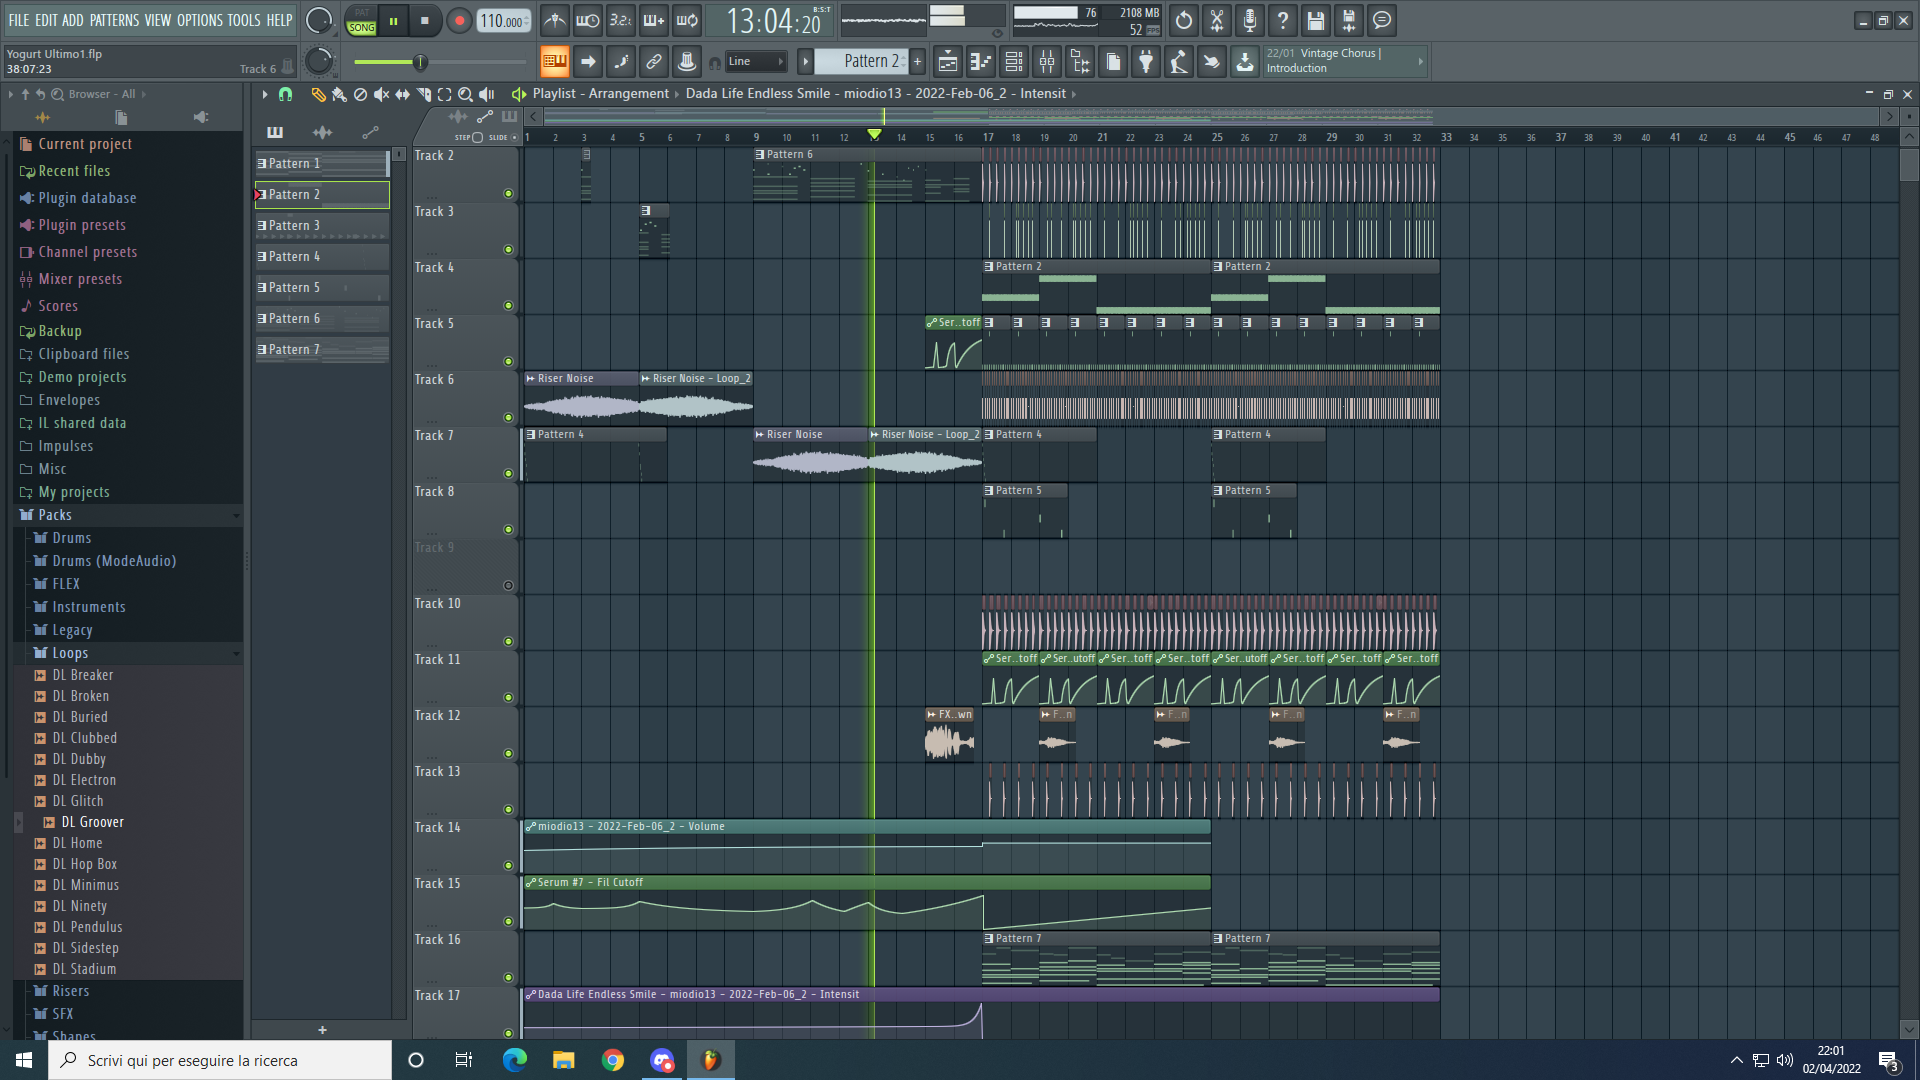 FILE EDIT ADD PATTERNS VIEW OPTIONS TOOLS HELP
PAT
SONG
110.000
3.2
13:04:20
B:S:T
76
2108 MB
52
Yogurt Ultimo1.flp
38:07:23
Track 6
Line
Pattern 2
22/01 Vintage Chorus |
Introduction
Browser - All
Playlist - Arrangement
Dada Life Endless Smile - miodio13 - 2022-Feb-06_2 - Intensit
STEP
SLIDE
1 2 3 4 5 6 7 8 9 10 11 12 14 15 16 17 18 19 20 21 22 23 24 25 26 27 28 29 30 31 32 33 34 35 36 37 38 39 40 41 42 43 44 45 46 47 48
Current project
Recent files
Plugin database
Plugin presets
Channel presets
Mixer presets
Scores
Backup
Clipboard files
Demo projects
Envelopes
IL shared data
Impulses
Misc
My projects
Packs
Drums
Drums (ModeAudio)
FLEX
Instruments
Legacy
Loops
DL Breaker
DL Broken
DL Buried
DL Clubbed
DL Dubby
DL Electron
DL Glitch
DL Groover
DL Home
DL Hop Box
DL Minimus
DL Ninety
DL Pendulus
DL Sidestep
DL Stadium
Risers
SFX
Shapes
Pattern 1
Pattern 2
Pattern 3
Pattern 4
Pattern 5
Pattern 6
Pattern 7
+
Track 2
Pattern 6
Track 3
Track 4
Pattern 2
Pattern 2
Track 5
Ser..toff
Track 6
Riser Noise
Riser Noise - Loop_2
Track 7
Pattern 4
Riser Noise
Riser Noise - Loop_2
Pattern 4
Pattern 4
Track 8
Pattern 5
Pattern 5
Track 9
Track 10
Track 11
Ser..toff
Ser..utoff
Ser..toff
Ser..toff
Ser..utoff
Ser..toff
Ser..toff
Ser..toff
Track 12
FX..wn
F..n
F..n
F..n
F..n
Track 13
Track 14
miodio13 - 2022-Feb-06_2 - Volume
Track 15
Serum #7 - Fil Cutoff
Track 16
Pattern 7
Pattern 7
Track 17
Dada Life Endless Smile - miodio13 - 2022-Feb-06_2 - Intensit
Scrivi qui per eseguire la ricerca
22:01
02/04/2022
3